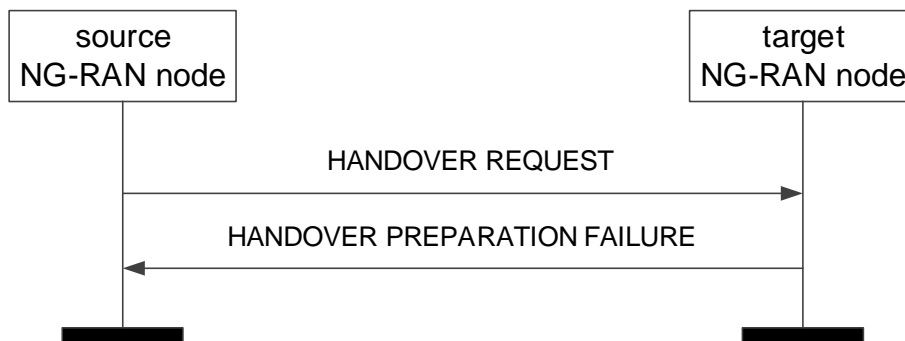 source
NG-RAN node
target
NG-RAN node
HANDOVER REQUEST
HANDOVER PREPARATION FAILURE